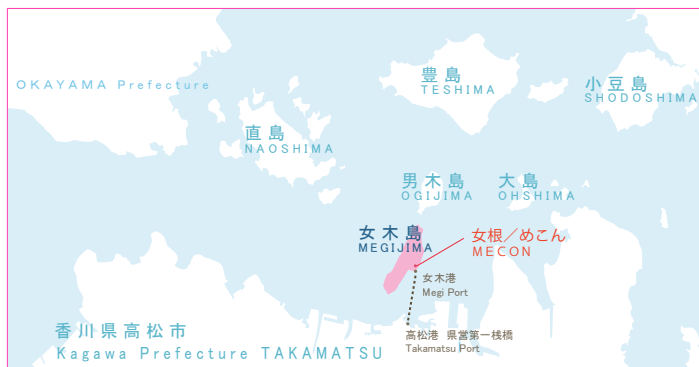 豊島
TESHIMA
OKAYAMA Prefecture
小豆島
SHODOSHIMA
直島
NAOSHIMA
男木島
OGIJIMA
大島
OHSHIMA
女木島
MEGIJIMA
女根／めこん
MECON
女木港
Megi Port
香川県高松市
Kagawa Prefecture TAKAMATSU
高松港 県営第一桟橋
Takamatsu Port